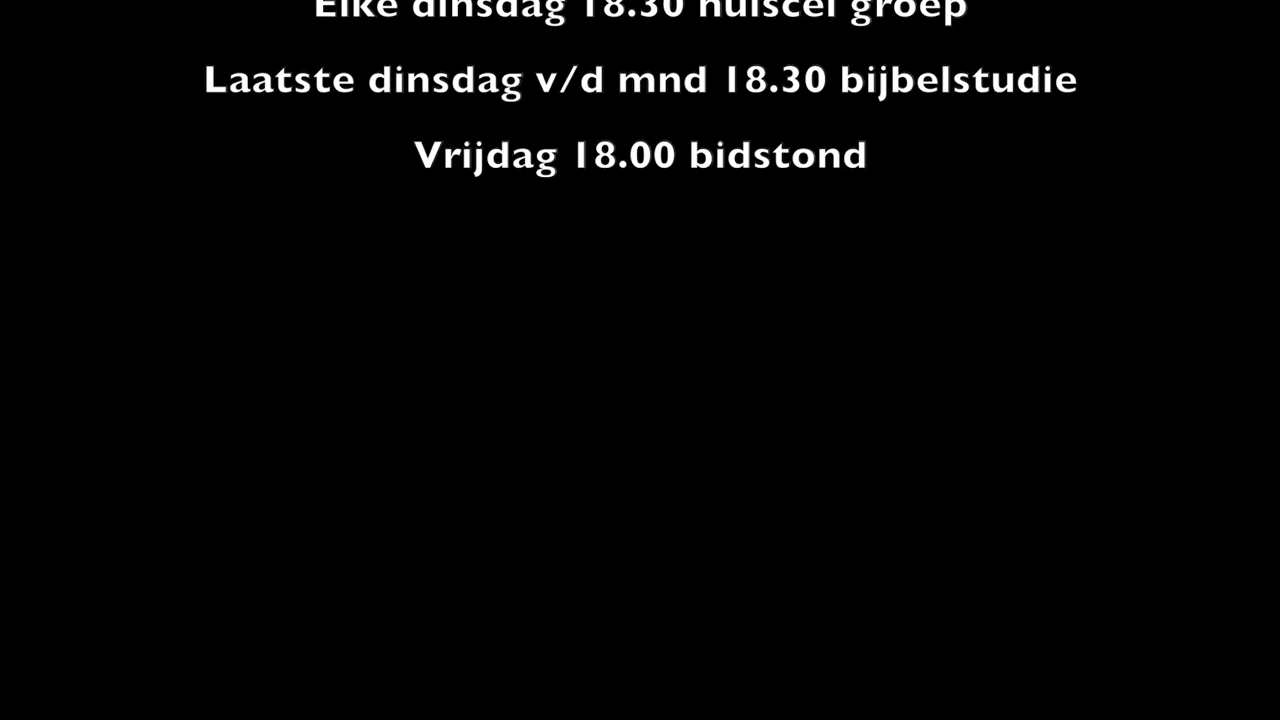 Elke dinsdag 18.30 huiscel groep
Laatste dinsdag v/d mnd 18.30 bijbelstudie
Vrijdag 18.00 bidstond